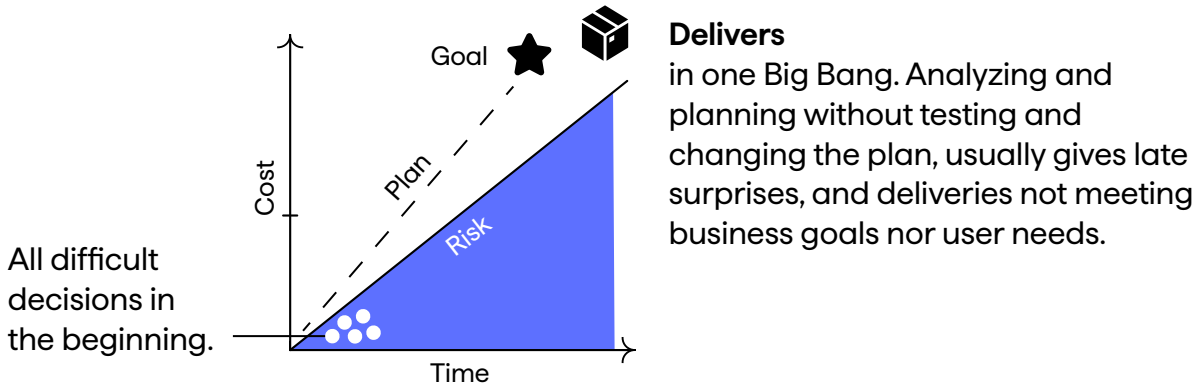 Goal
Delivers
in one Big Bang. Analyzing and
planning without testing and
changing the plan, usually gives late
surprises, and deliveries not meeting
business goals nor user needs.
Cost
Plan
Risk
All difficult
decisions in
the beginning.
Time